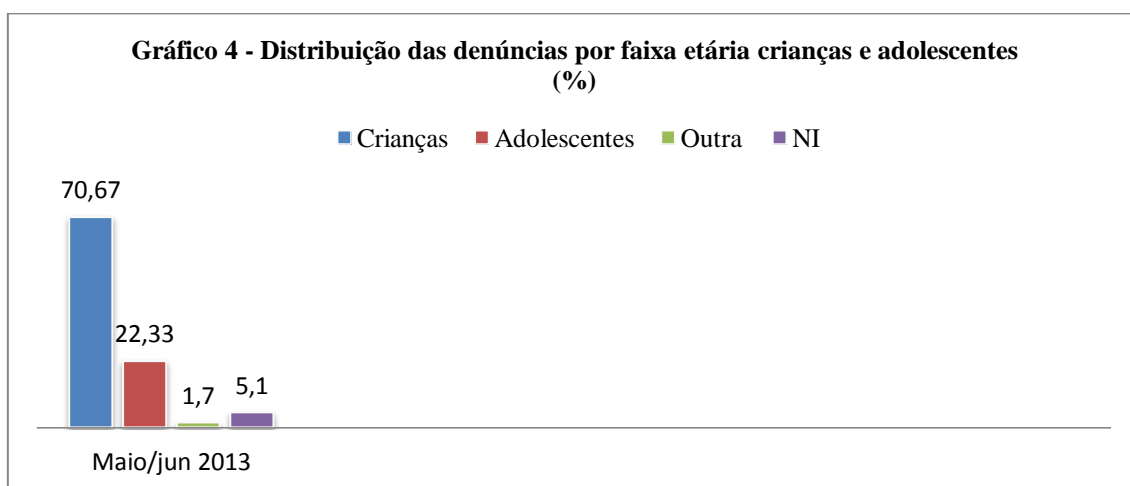 Gráfico 4 - Distribuição das denúncias por faixa etária crianças e adolescentes
(%)
Crianças Adolescentes Outra NI
70,67
22,33
1,7
5,1
Maio/jun 2013